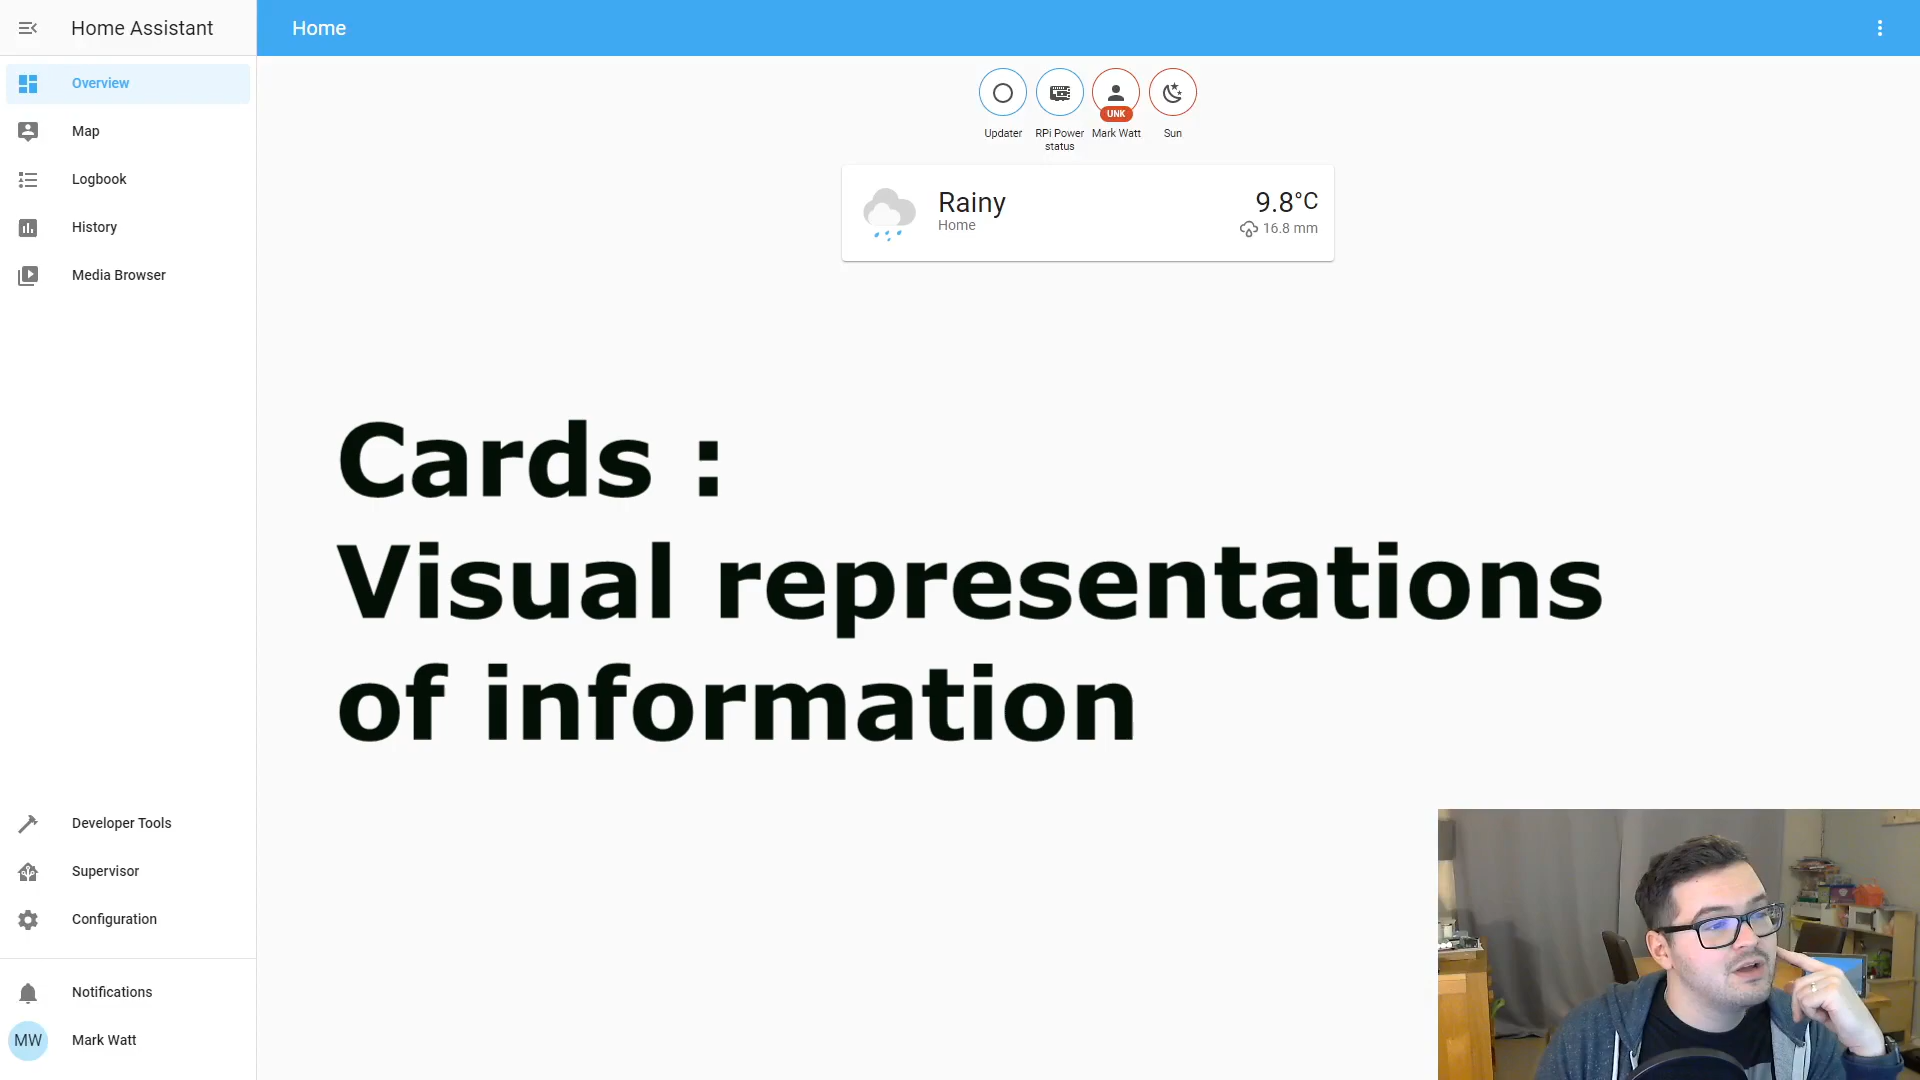 Home Assistant
Home
Overview
Map
Logbook
History
Media Browser
Developer Tools
Supervisor
Configuration
Notifications
MW
Mark Watt
Updater
RPi Power
status
UNK
Mark Watt
Sun
Rainy
Home
9.8°C
16.8 mm
Cards :
Visual representations
of information